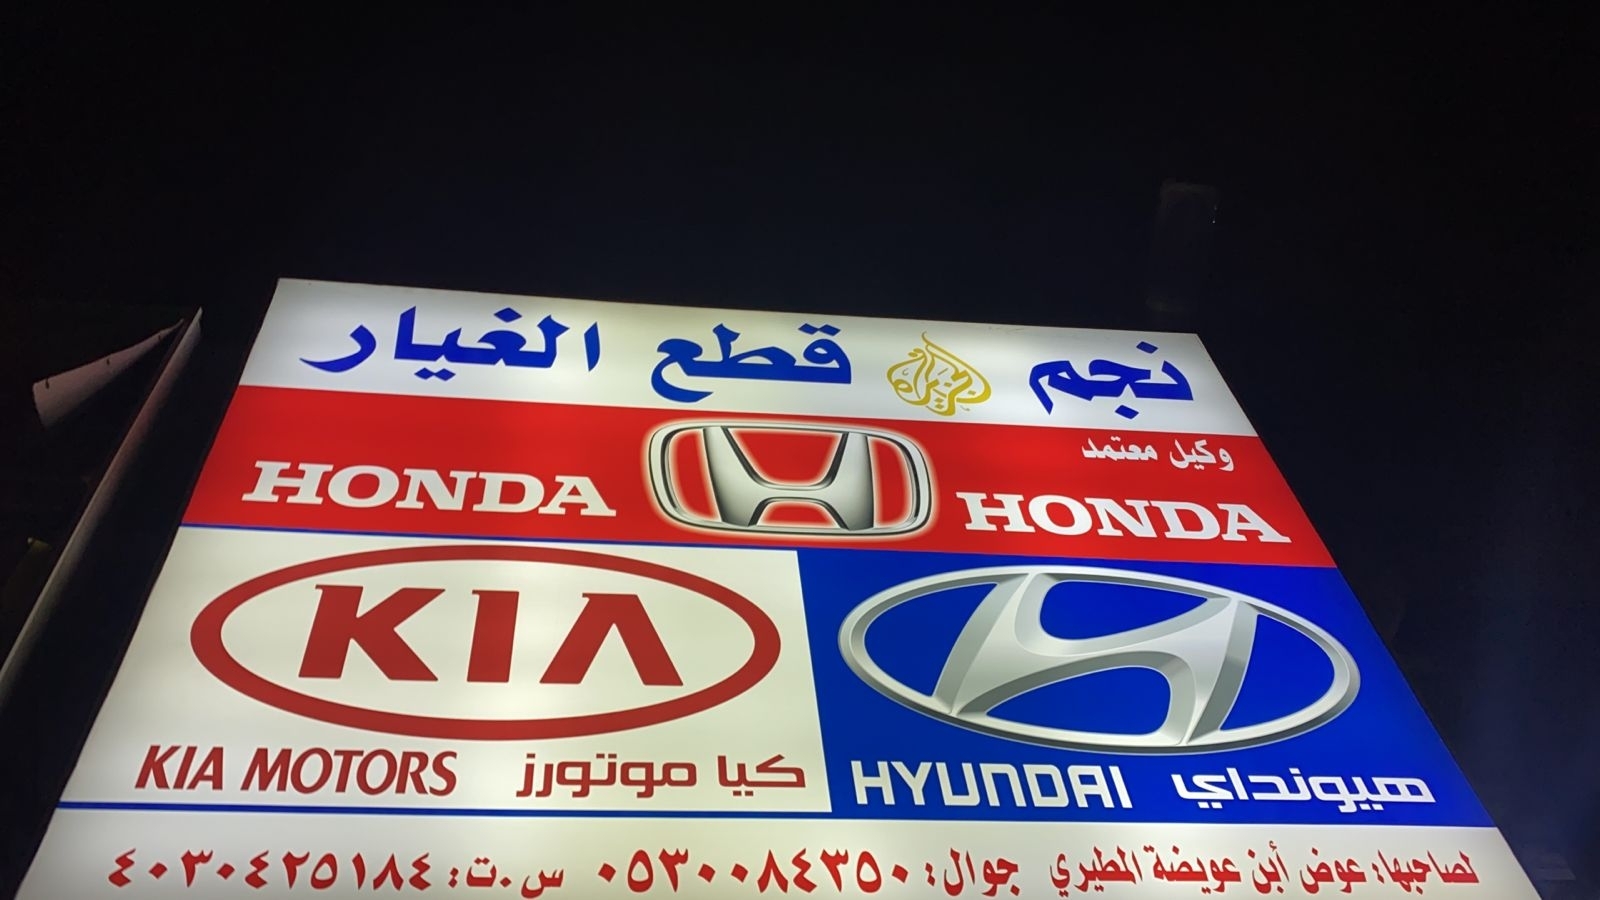 نجم الجزيرة قطع الغيار
وكيل معتمد
HONDA HONDA
KIA
KIA MOTORS كيا موتورز
HYUNDAI هيونداي
لصاحبها: عوض أبن عويضة المطيري جوال: ٠٥٣٠٠٨٤٣٥٠ س.ت: ٤٠٣٠٤٢٥١٨٤